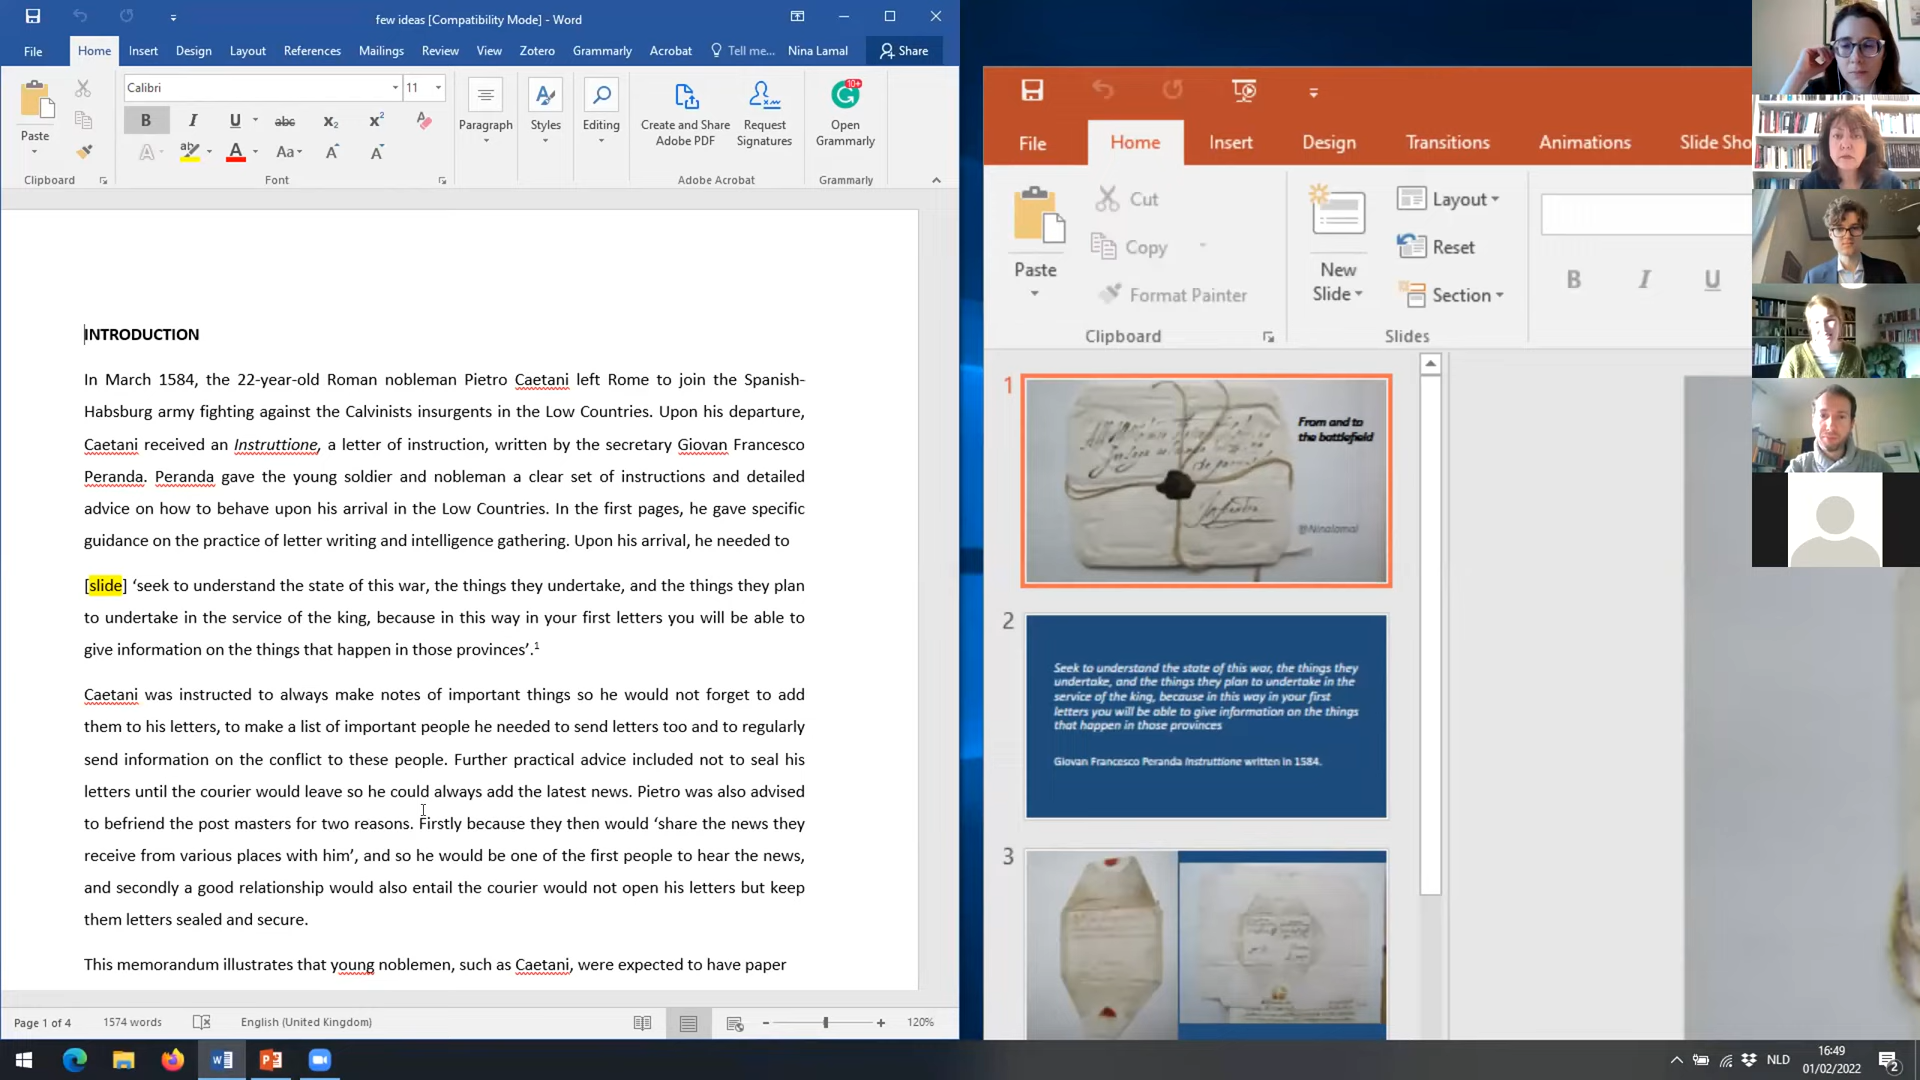 few ideas [Compatibility Mode] - Word
File Home Insert Design Layout References Mailings Review View Zotero Grammarly Acrobat Tell me... Nina Lamal Share
Calibri 11
Paste
B I U abc x₂ x² A
A ab A Aa A A
Paragraph
Styles
Editing
Create and Share
Adobe PDF
Request
Signatures
10+
Open
Grammarly
Clipboard Font Adobe Acrobat Grammarly
INTRODUCTION
In March 1584, the 22-year-old Roman nobleman Pietro Caetani left Rome to join the Spanish-
Habsburg army fighting against the Calvinists insurgents in the Low Countries. Upon his departure,
Caetani received an Instruttione, a letter of instruction, written by the secretary Giovan Francesco
Peranda. Peranda gave the young soldier and nobleman a clear set of instructions and detailed
advice on how to behave upon his arrival in the Low Countries. In the first pages, he gave specific
guidance on the practice of letter writing and intelligence gathering. Upon his arrival, he needed to
[slide] ‘seek to understand the state of this war, the things they undertake, and the things they plan
to undertake in the service of the king, because in this way in your first letters you will be able to
give information on the things that happen in those provinces’.¹
Caetani was instructed to always make notes of important things so he would not forget to add
them to his letters, to make a list of important people he needed to send letters too and to regularly
send information on the conflict to these people. Further practical advice included not to seal his
letters until the courier would leave so he could always add the latest news. Pietro was also advised
to befriend the post masters for two reasons. Firstly because they then would ‘share the news they
receive from various places with him’, and so he would be one of the first people to hear the news,
and secondly a good relationship would also entail the courier would not open his letters but keep
them letters sealed and secure.
This memorandum illustrates that young noblemen, such as Caetani, were expected to have paper
Page 1 of 4 1574 words English (United Kingdom) 120%
File Home Insert Design Transitions Animations Slide Sho
Paste
Cut
Copy
Format Painter
Clipboard
New
Slide
Layout
Reset
Section
Slides
B I U
1
From and to
the battlefield
@Ninalamal
2
Seek to understand the state of this war, the things they
undertake, and the things they plan to undertake in the
service of the king, because in this way in your first
letters you will be able to give information on the things
that happen in those provinces
Giovan Francesco Peranda Instruttione written in 1584.
3
NLD
16:49
01/02/2022
2